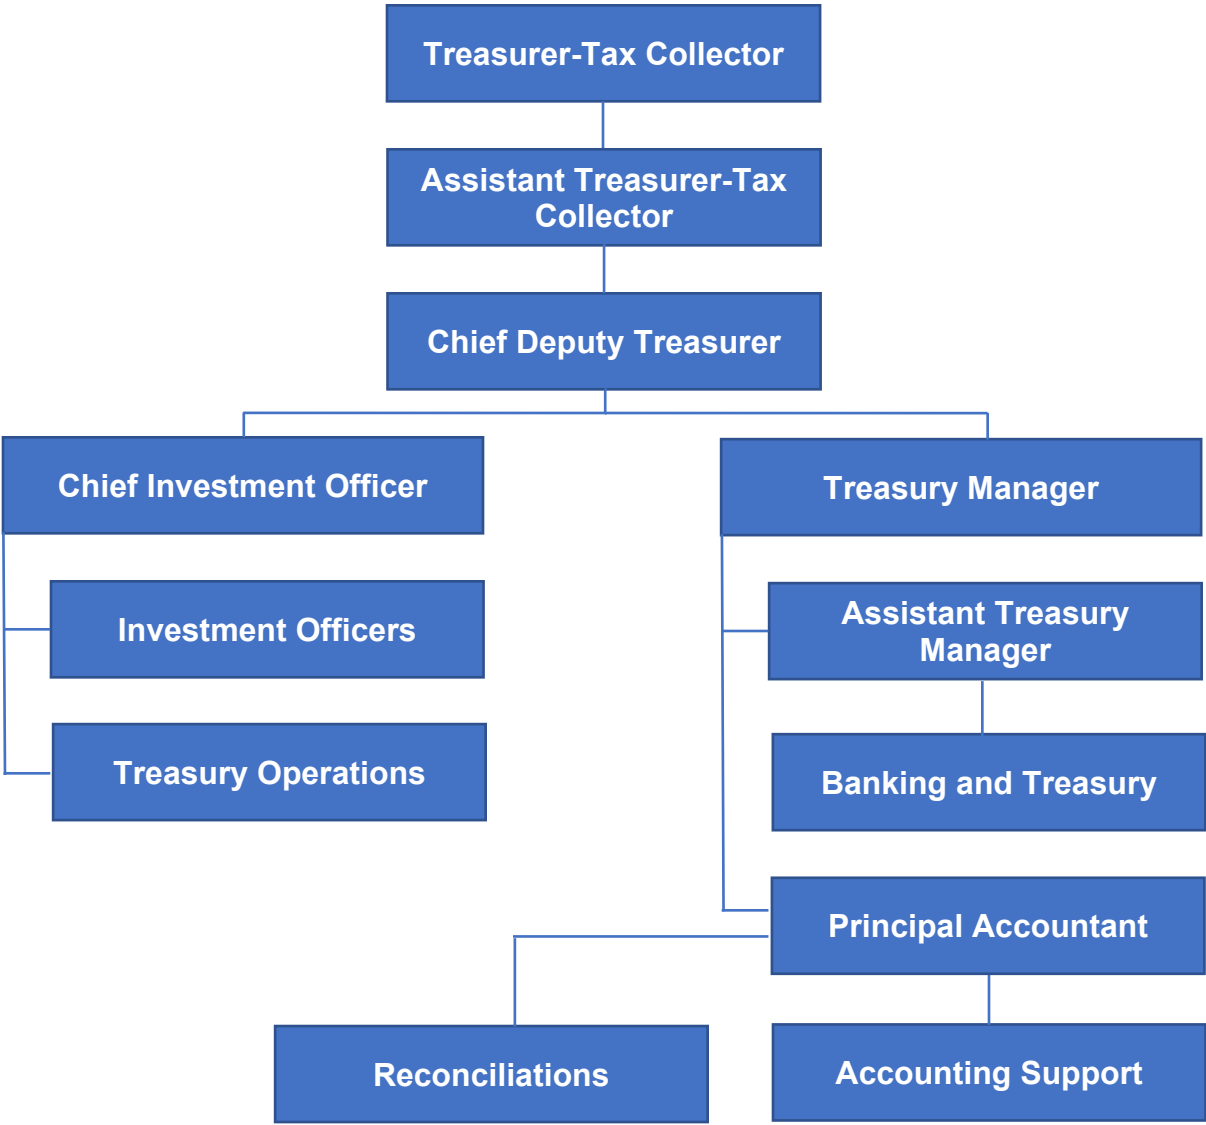 Treasurer-Tax Collector
Assistant Treasurer-Tax
Collector
Chief Deputy Treasurer
Chief Investment Officer
Treasury Manager
Investment Officers
Assistant Treasury
Manager
Treasury Operations
Banking and Treasury
Principal Accountant
Reconciliations
Accounting Support